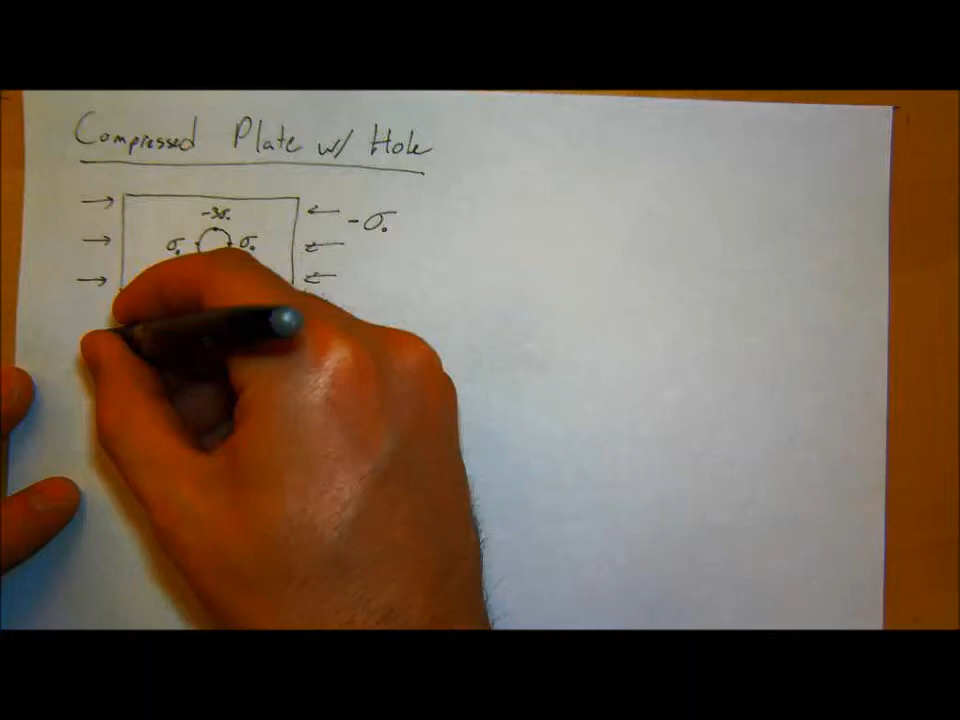 Compressed Plate w/ Hole
-3σ₀
-σ₀
σ₀ σ₀